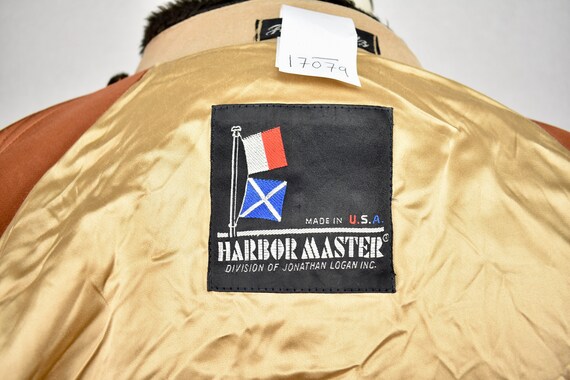 17079
MADE IN U.S.A.
HARBOR MASTER®
DIVISION OF JONATHAN LOGAN INC.